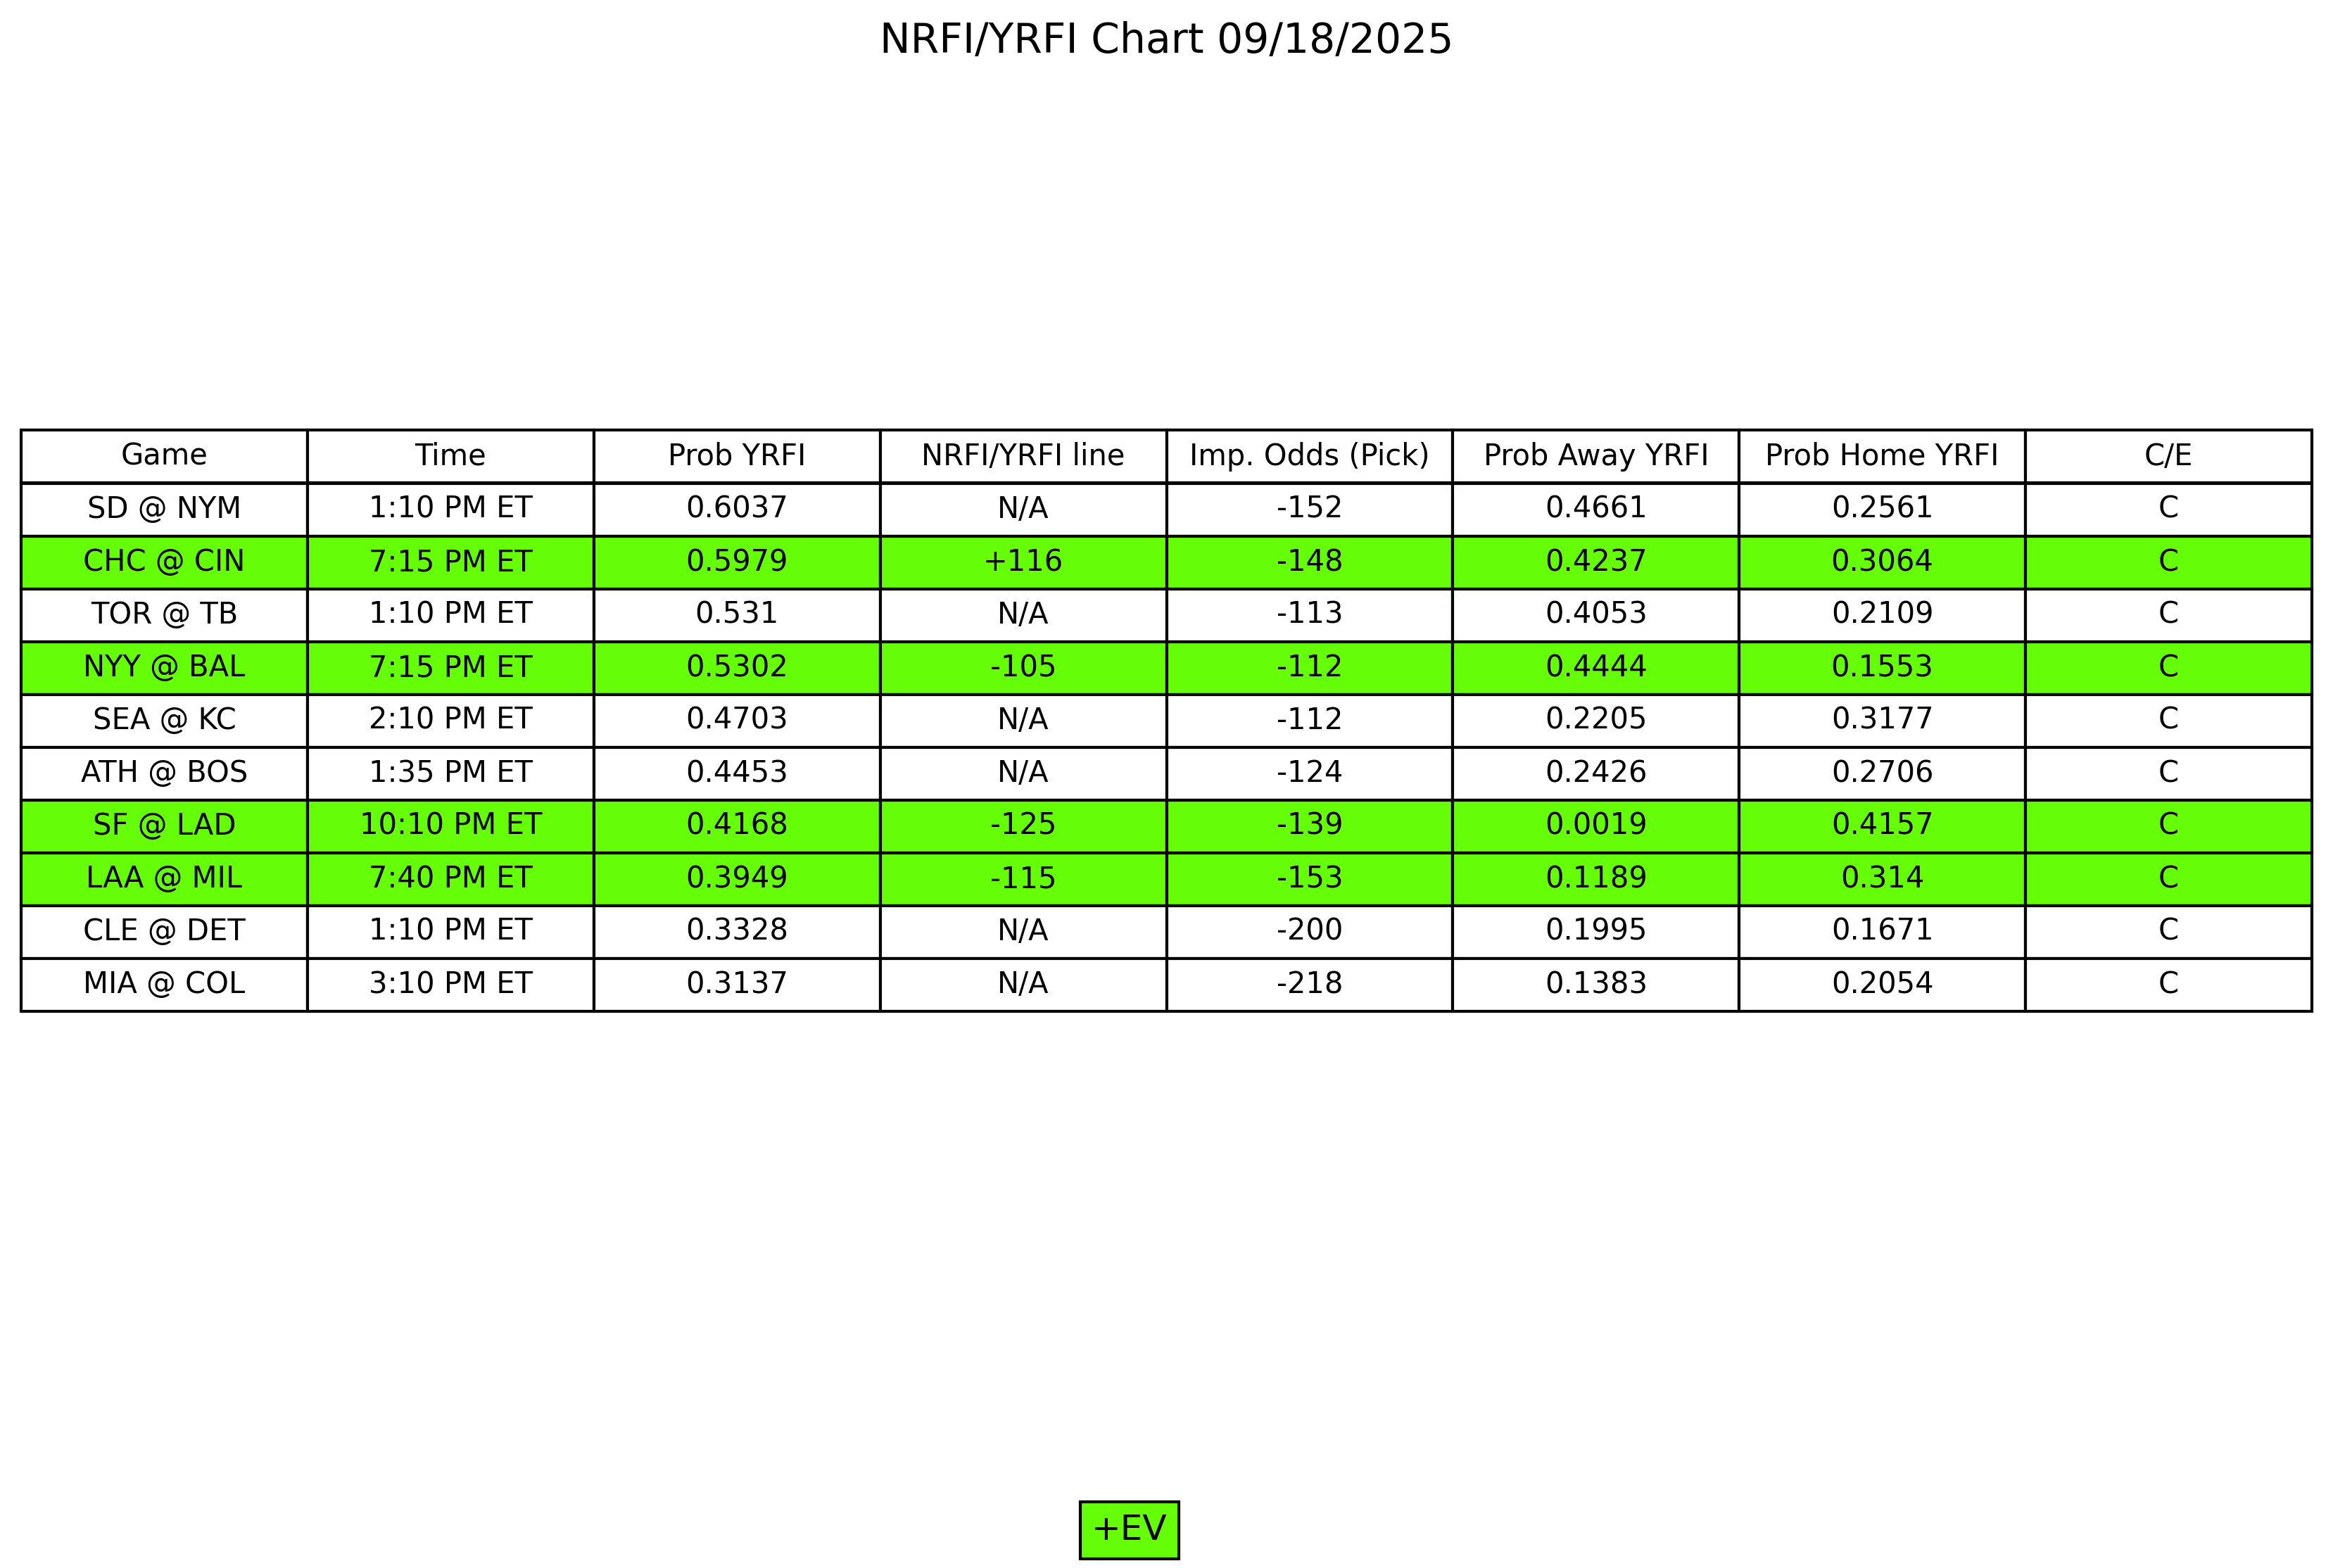 NRFI/YRFI Chart 09/18/2025
Game Time Prob YRFI NRFI/YRFI line Imp. Odds (Pick) Prob Away YRFI Prob Home YRFI C/E
SD @ NYM 1:10 PM ET 0.6037 N/A -152 0.4661 0.2561 C
CHC @ CIN 7:15 PM ET 0.5979 +116 -148 0.4237 0.3064 C
TOR @ TB 1:10 PM ET 0.531 N/A -113 0.4053 0.2109 C
NYY @ BAL 7:15 PM ET 0.5302 -105 -112 0.4444 0.1553 C
SEA @ KC 2:10 PM ET 0.4703 N/A -112 0.2205 0.3177 C
ATH @ BOS 1:35 PM ET 0.4453 N/A -124 0.2426 0.2706 C
SF @ LAD 10:10 PM ET 0.4168 -125 -139 0.0019 0.4157 C
LAA @ MIL 7:40 PM ET 0.3949 -115 -153 0.1189 0.314 C
CLE @ DET 1:10 PM ET 0.3328 N/A -200 0.1995 0.1671 C
MIA @ COL 3:10 PM ET 0.3137 N/A -218 0.1383 0.2054 C
+EV